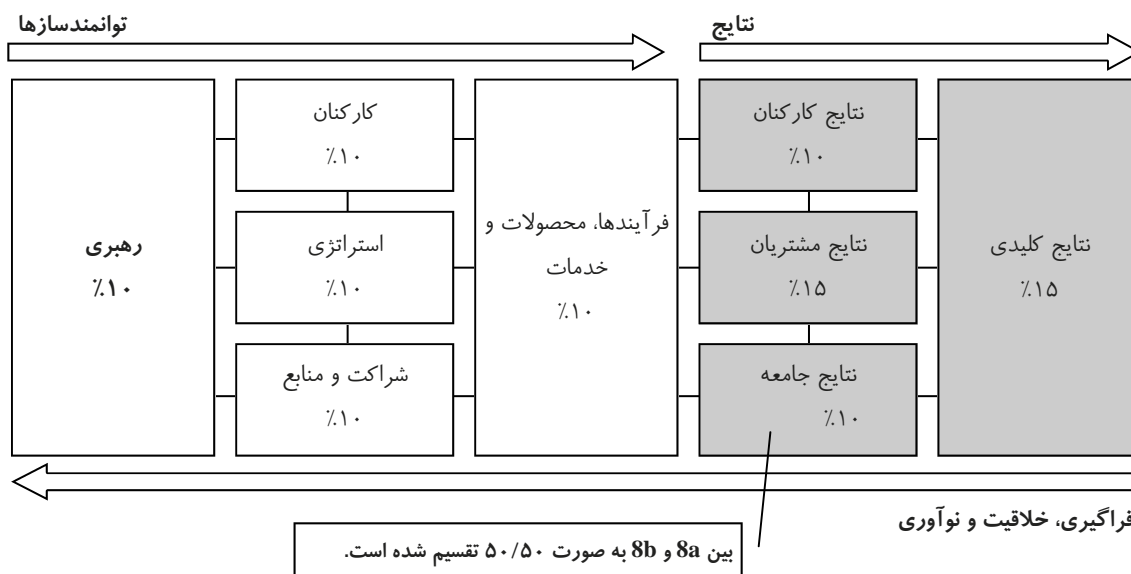 توانمندسازها
نتایج
رهبری
٪۱۰
کارکنان
٪۱۰
استراتژی
٪۱۰
شراکت و منابع
٪۱۰
فرآیندها، محصولات و
خدمات
٪۱۰
نتایج کارکنان
٪۱۰
نتایج مشتریان
٪۱۵
نتایج جامعه
٪۱۰
نتایج کلیدی
٪۱۵
فراگیری، خلاقیت و نوآوری
بین 8a و 8b به صورت ۵۰/۵۰ تقسیم شده است.